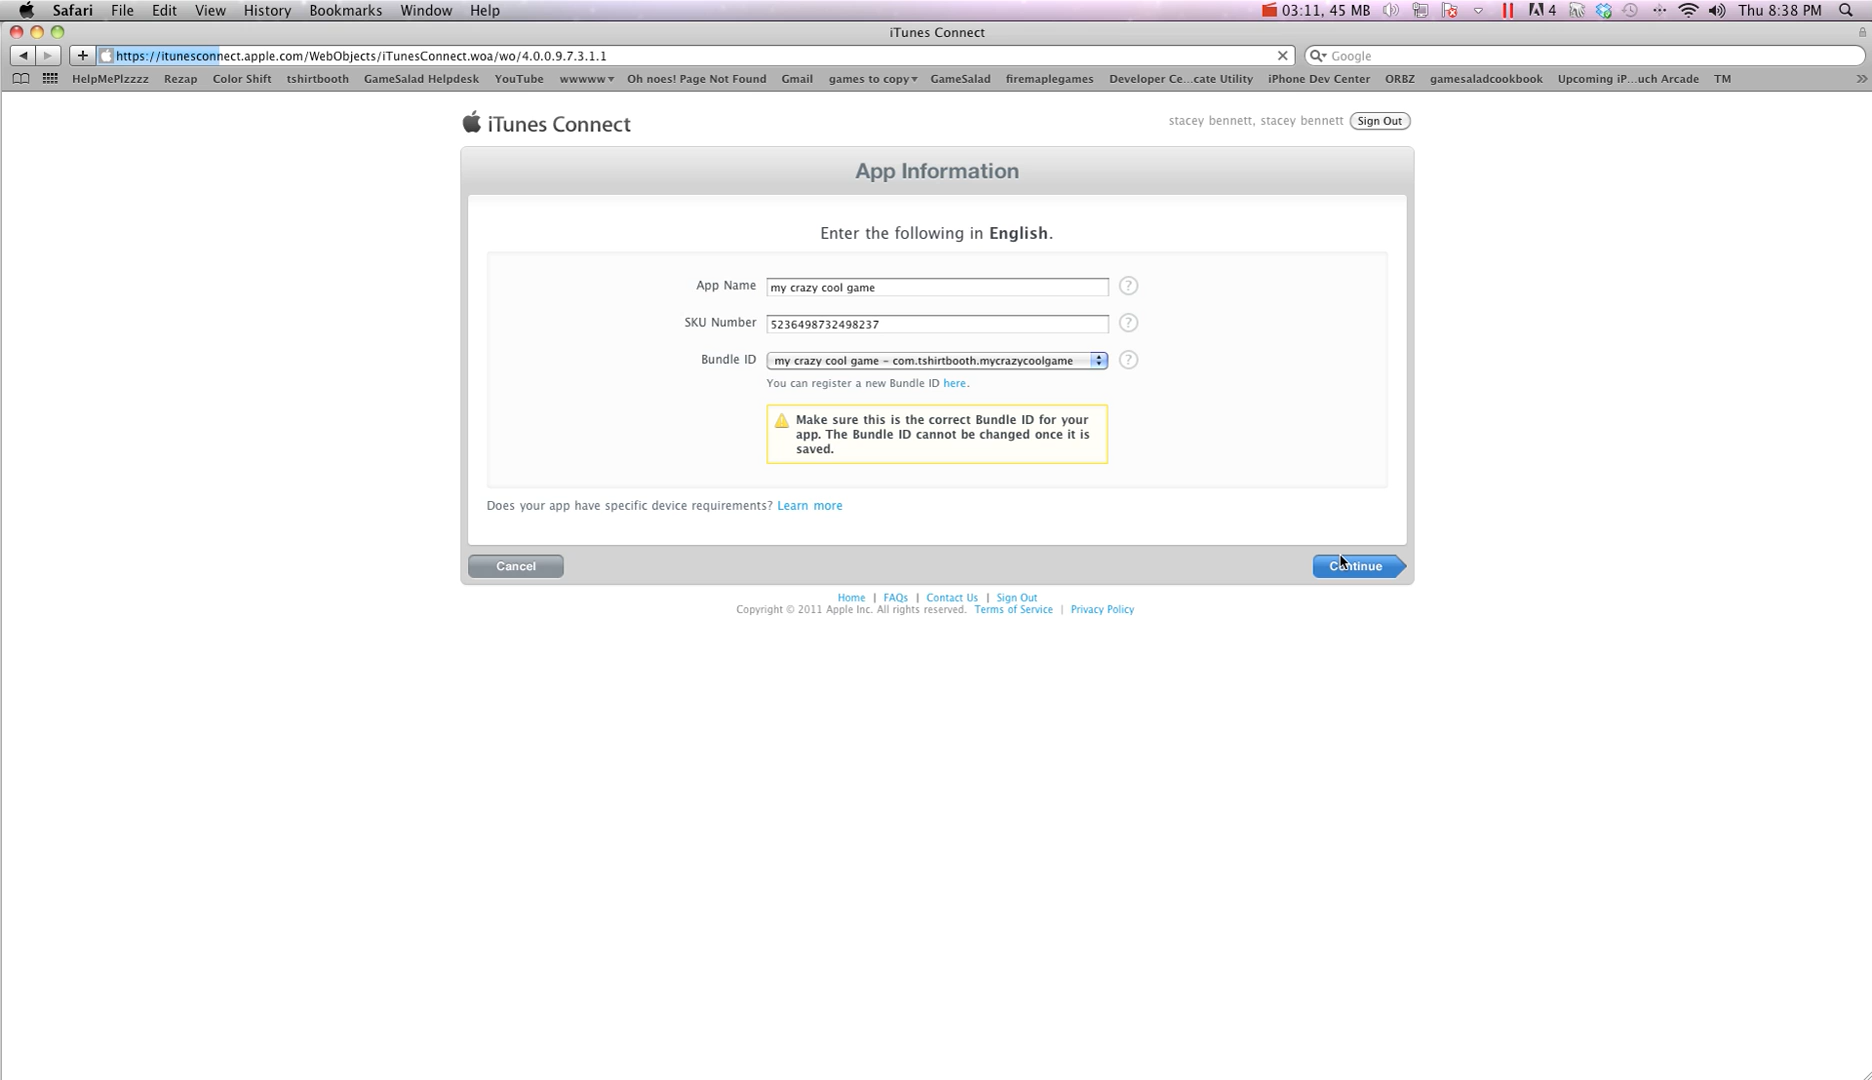 Safari File Edit View History Bookmarks Window Help 03:11, 45 MB 4 Thu 8:38 PM
iTunes Connect
https://itunesconnect.apple.com/WebObjects/iTunesConnect.woa/wo/4.0.0.9.7.3.1.1 Google
HelpMePlzzzz Rezap Color Shift tshirtbooth GameSalad Helpdesk YouTube wwwww Oh noes! Page Not Found Gmail games to copy GameSalad firemaplegames Developer Ce...cate Utility iPhone Dev Center ORBZ gamesaladcookbook Upcoming iP...uch Arcade TM
iTunes Connect
stacey bennett, stacey bennett Sign Out
App Information
Enter the following in English.
App Name my crazy cool game ?
SKU Number 5236498732498237 ?
Bundle ID my crazy cool game - com.tshirtbooth.mycrazycoolgame ?
You can register a new Bundle ID here.
Make sure this is the correct Bundle ID for your
app. The Bundle ID cannot be changed once it is
saved.
Does your app have specific device requirements? Learn more
Cancel Continue
Home | FAQs | Contact Us | Sign Out
Copyright © 2011 Apple Inc. All rights reserved. Terms of Service | Privacy Policy